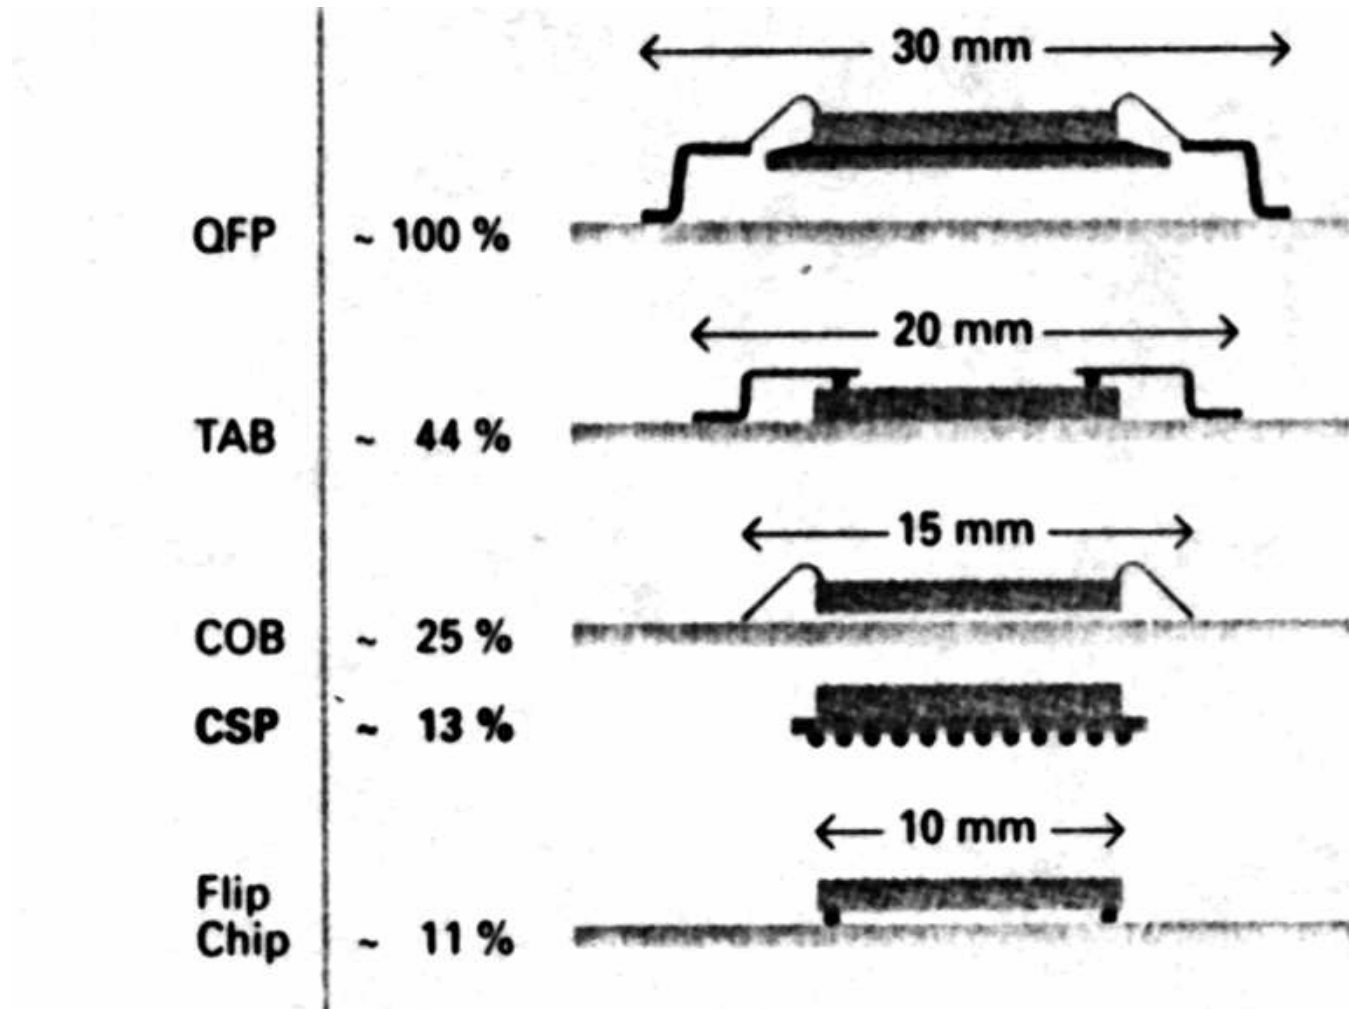 30 mm
QFP ~ 100 %
20 mm
TAB ~ 44 %
15 mm
COB ~ 25 %
CSP ~ 13 %
10 mm
Flip
Chip ~ 11 %